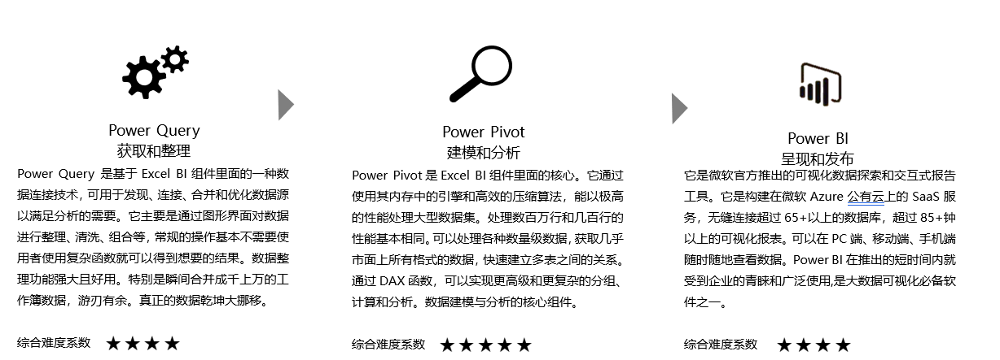 Power Query
获取和整理
Power Query 是基于 Excel BI 组件里面的一种数
据连接技术，可用于发现、连接、合并和优化数据源
以满足分析的需要。它主要是通过图形界面对数据
进行整理、清洗、组合等，常规的操作基本不需要使
用者使用复杂函数就可以得到想要的结果。数据整
理功能强大且好用。特别是瞬间合并成千上万的工
作簿数据，游刃有余。真正的数据乾坤大挪移。
综合难度系数 ★★★★
Power Pivot
建模和分析
Power Pivot 是 Excel BI 组件里面的核心。它通过
使用其内存中的引擎和高效的压缩算法，能以极高
的性能处理大型数据集。处理数百万行和几百行的
性能基本相同。可以处理各种数量级数据，获取几乎
市面上所有格式的数据，快速建立多表之间的关系。
通过 DAX 函数，可以实现更高级和更复杂的分组、
计算和分析。数据建模与分析的核心组件。
综合难度系数 ★★★★★
Power BI
呈现和发布
它是微软官方推出的可视化数据探索和交互式报告
工具。它是构建在微软 Azure 公有云上的 SaaS 服
务，无缝连接超过 65+以上的数据库，超过 85+钟
以上的可视化报表。可以在 PC 端、移动端、手机端
随时随地查看数据。Power BI 在推出的短时间内就
受到企业的青睐和广泛使用,是大数据可视化必备软
件之一。
综合难度系数 ★★★★